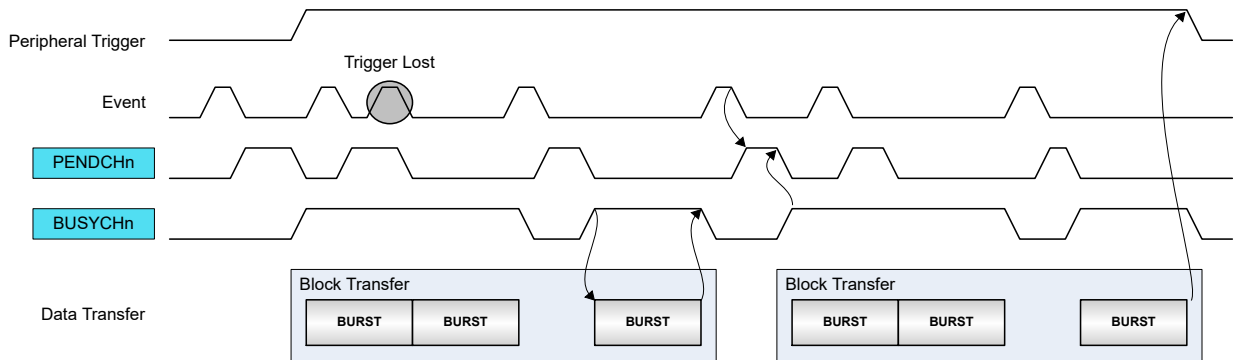 Peripheral Trigger
Trigger Lost
Event
PENDCHn
BUSYCHn
Data Transfer
Block Transfer
BURST BURST BURST
Block Transfer
BURST BURST BURST